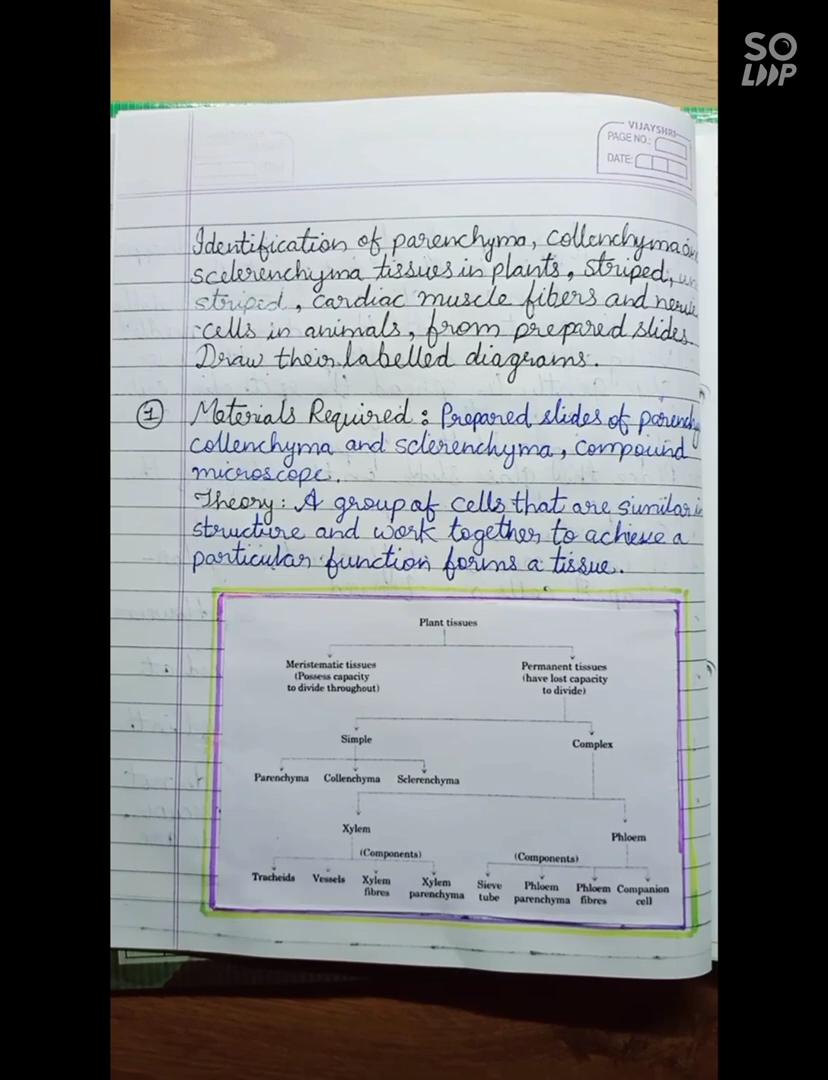 SO
LOOP
VIJAYSHRI
PAGE NO.:
DATE:
Identification of parenchyma, collenchyma
scelerenchyma tissues in plants, striped, un
striped, cardiac muscle fibers and nerve
cells in animals, from prepared slides.
Draw their labelled diagrams.
1 Materials Required : Prepared slides of parench
collenchyma and sclerenchyma, compound
microscope.
Theory: A group of cells that are similar in
structure and work together to achieve a
particular function forms a tissue.
Plant tissues
Meristematic tissues
(Possess capacity
to divide throughout)
Permanent tissues
(have lost capacity
to divide)
Simple
Complex
Parenchyma Collenchyma Sclerenchyma
Xylem
Phloem
(Components)
(Components)
Tracheids Vessels Xylem fibres Xylem parenchyma
Sieve tube Phloem parenchyma Phloem fibres Companion cell